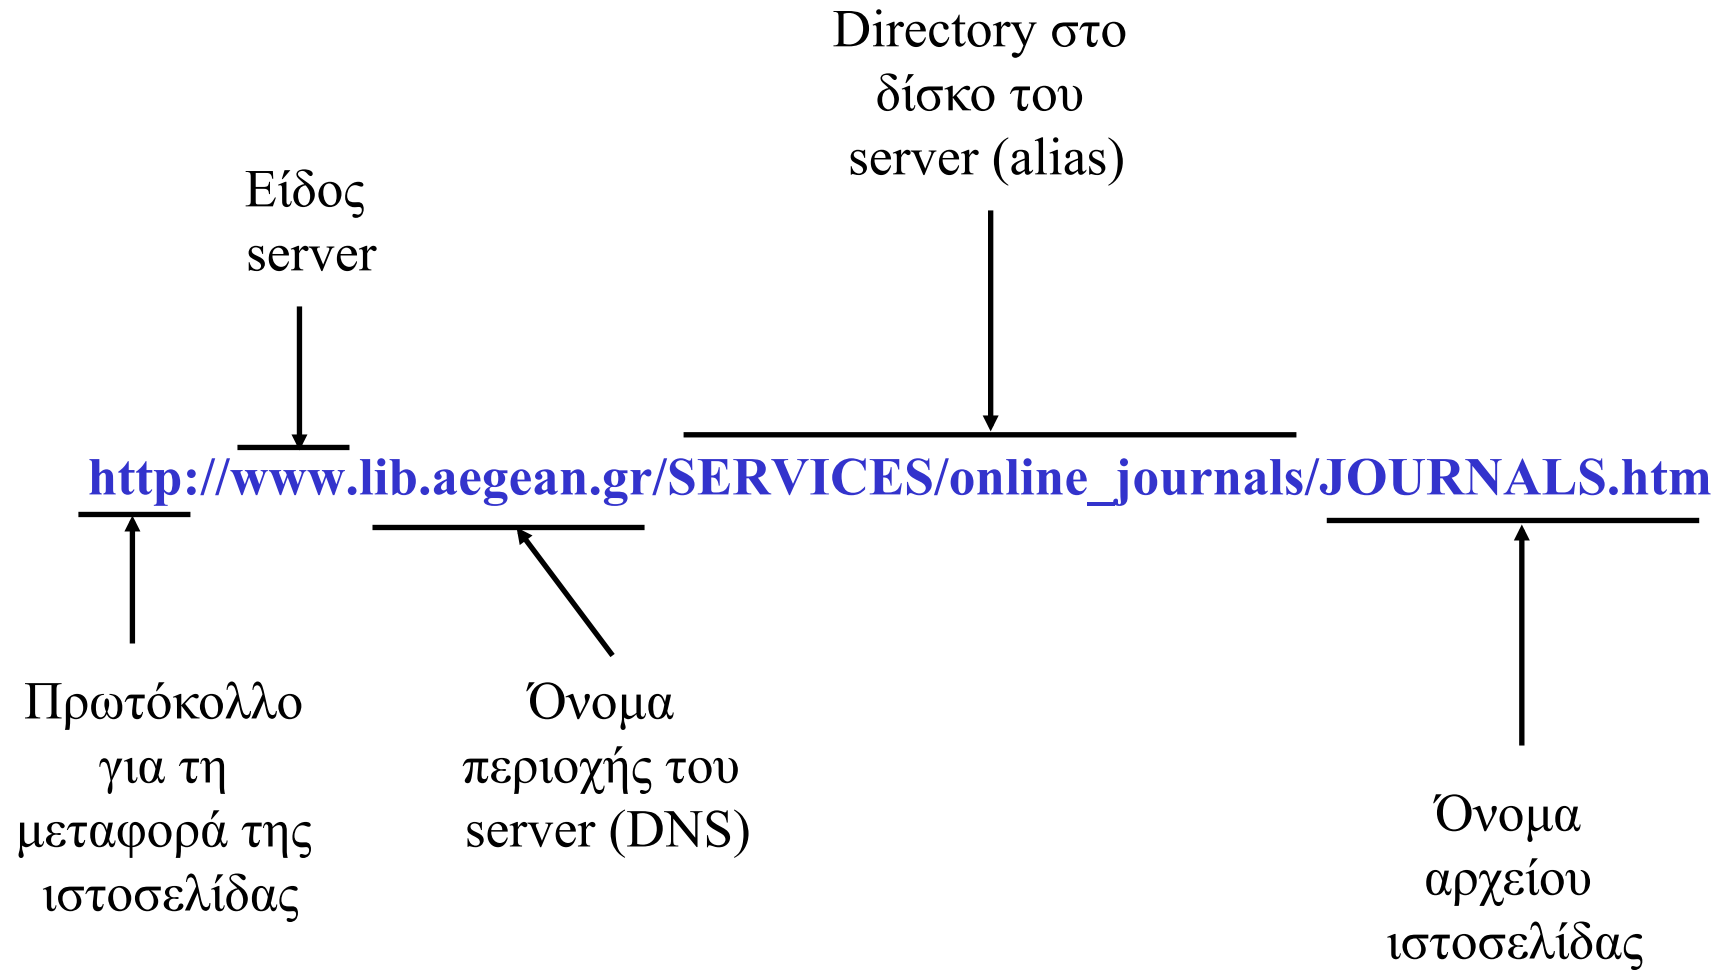 Directory στο
δίσκο του
server (alias)
Είδος
server
http://www.lib.aegean.gr/SERVICES/online_journals/JOURNALS.htm
Πρωτόκολλο
για τη
μεταφορά της
ιστοσελίδας
Όνομα
περιοχής του
server (DNS)
Όνομα
αρχείου
ιστοσελίδας